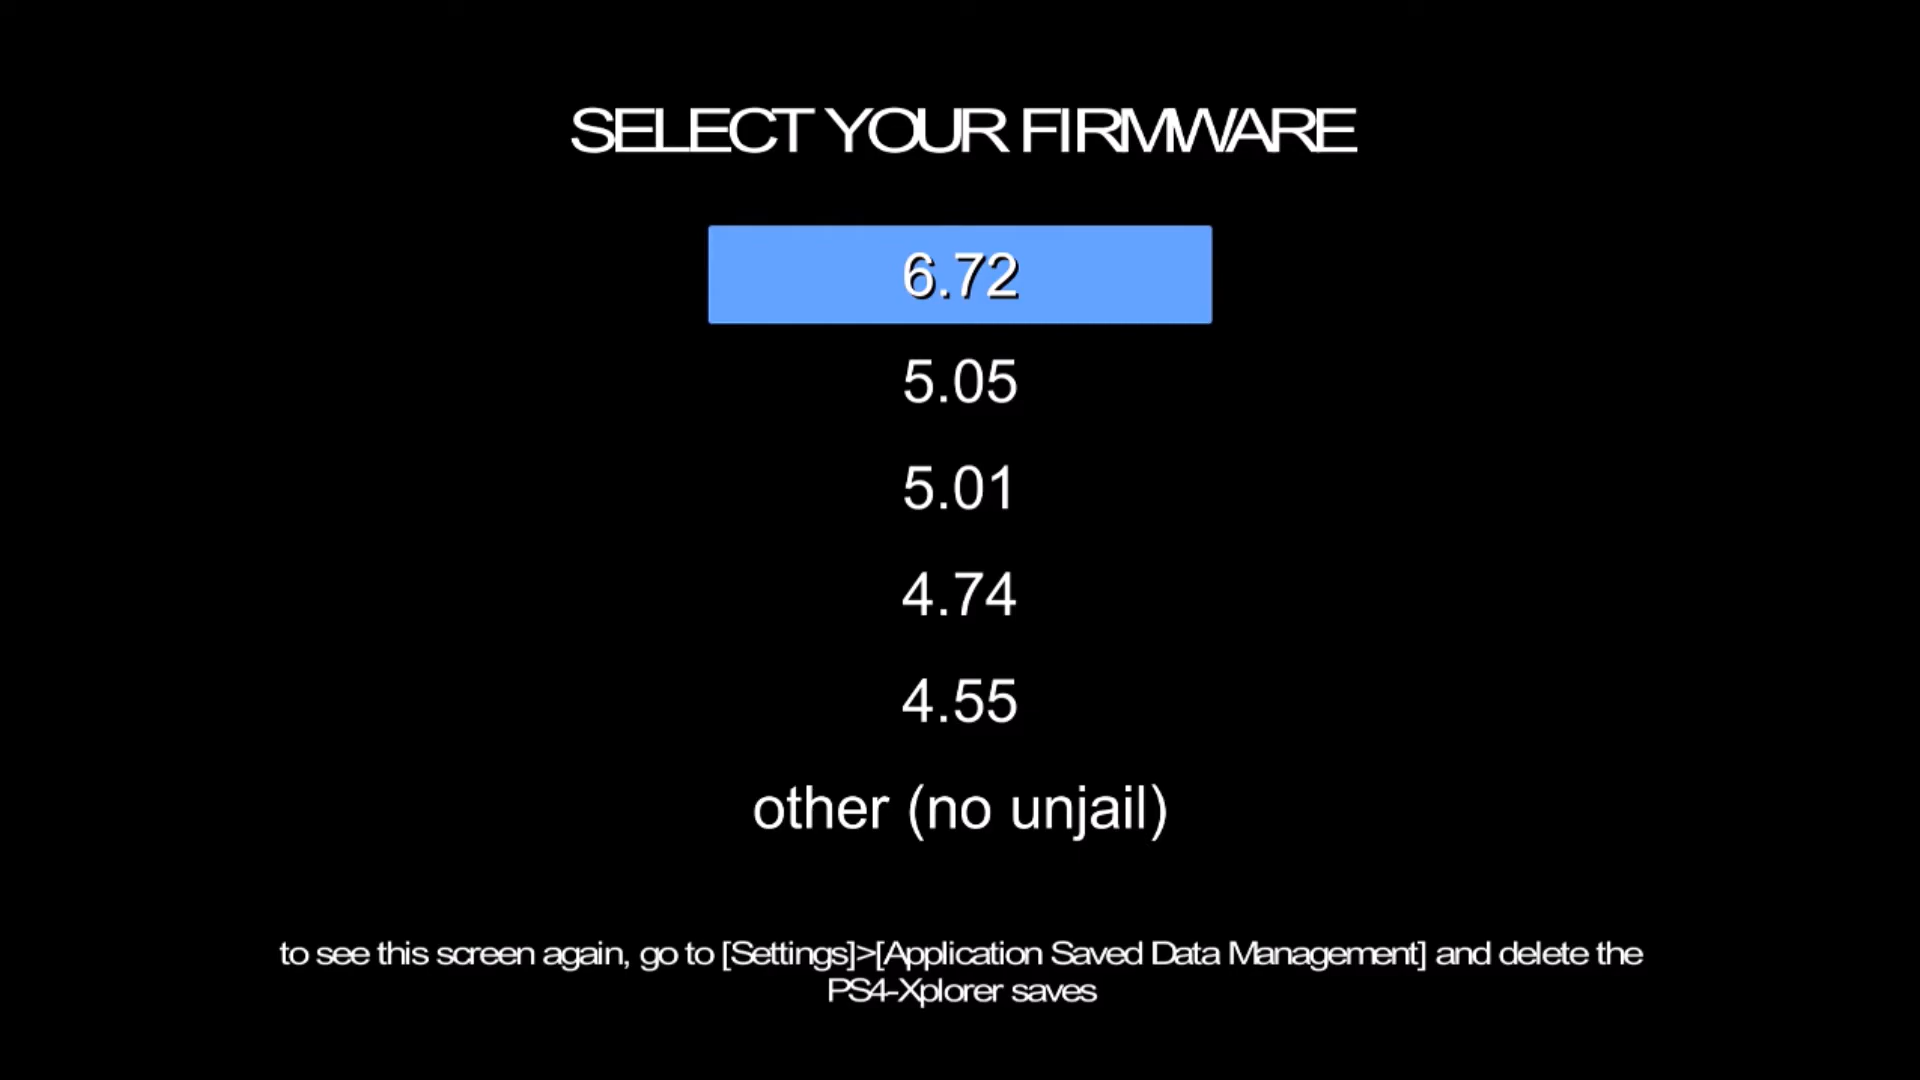 SELECT YOUR FIRMWARE
6.72
5.05
5.01
4.74
4.55
other (no unjail)
to see this screen again, go to [Settings]>[Application Saved Data Management] and delete the
PS4-Xplorer saves